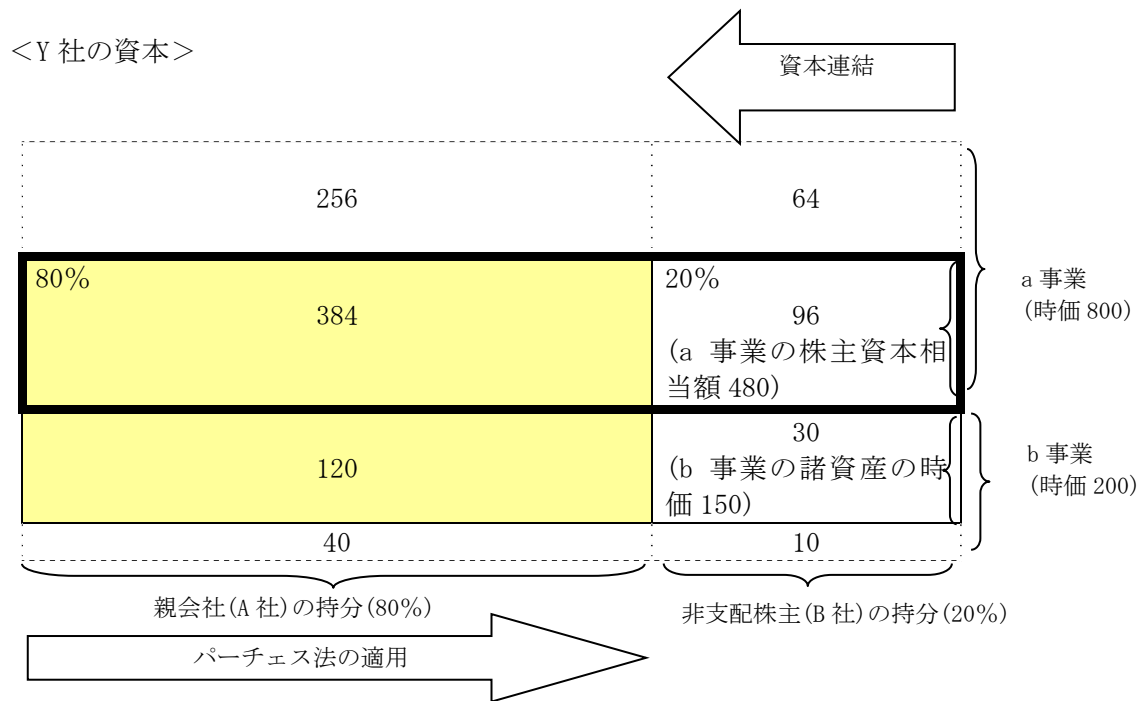 ＜Y 社の資本＞
資本連結
256
64
80%
384
20%
96
(a 事業の株主資本相
当額 480)
a 事業
(時価 800)
120
30
(b 事業の諸資産の時
価 150)
b 事業
(時価 200)
40
10
親会社(A 社)の持分(80%)
非支配株主(B 社)の持分(20%)
パーチェス法の適用